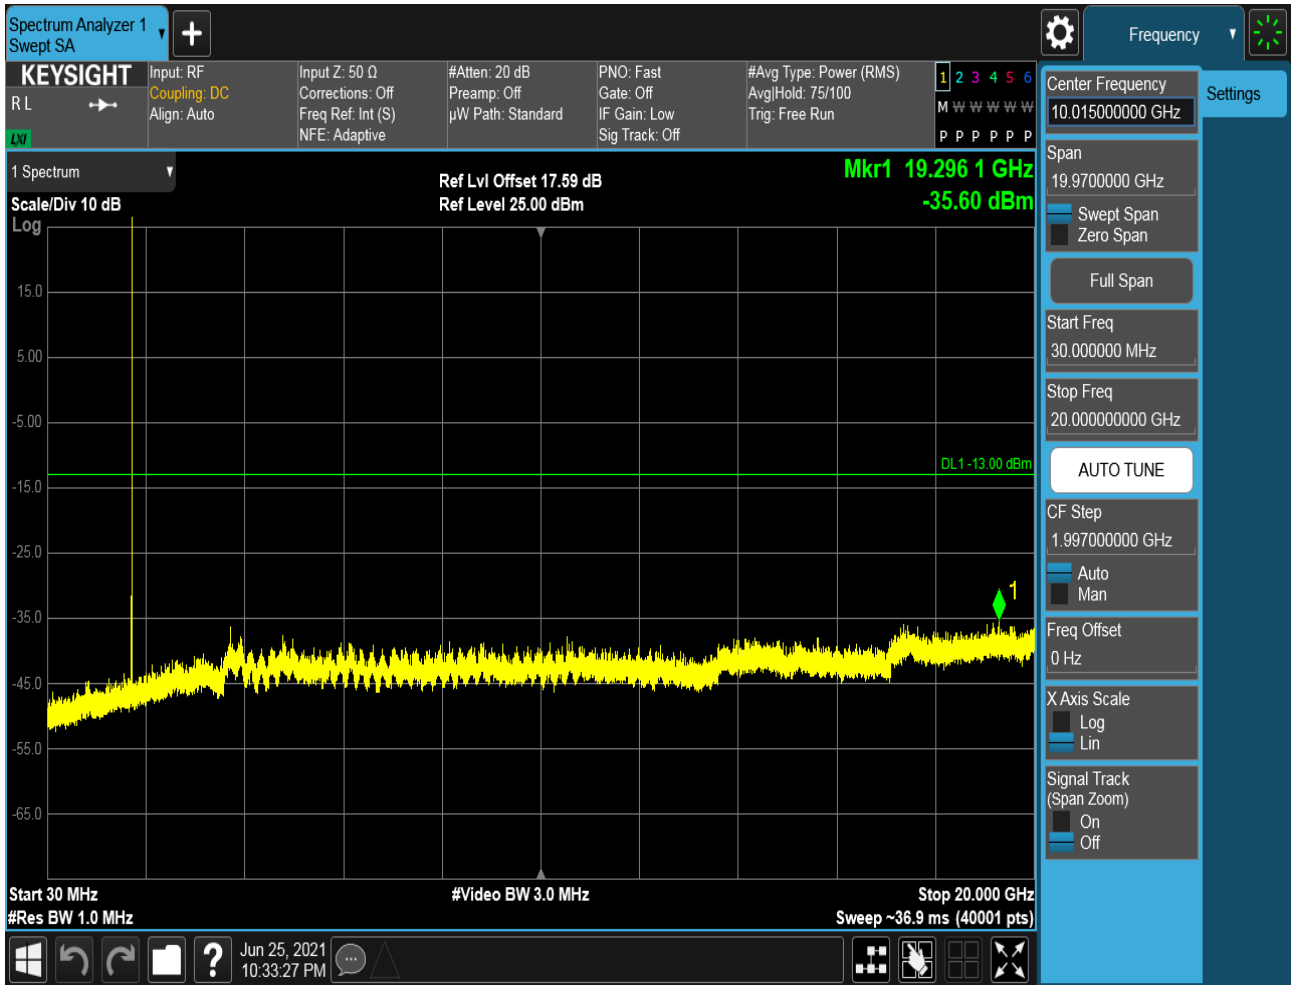 Spectrum Analyzer 1
Swept SA
Frequency
KEYSIGHT
R L
LXI
Input: RF
Coupling: DC
Align: Auto
Input Z: 50 Ω
Corrections: Off
Freq Ref: Int (S)
NFE: Adaptive
#Atten: 20 dB
Preamp: Off
µW Path: Standard
PNO: Fast
Gate: Off
IF Gain: Low
Sig Track: Off
#Avg Type: Power (RMS)
Avg|Hold: 75/100
Trig: Free Run
1 2 3 4 5 6
M W W W W W
P P P P P P
1 Spectrum
Scale/Div 10 dB
Log
Ref Lvl Offset 17.59 dB
Ref Level 25.00 dBm
Mkr1 19.296 1 GHz
-35.60 dBm
15.0
5.00
-5.00
-15.0
-25.0
-35.0
-45.0
-55.0
-65.0
DL1 -13.00 dBm
1
Start 30 MHz
#Res BW 1.0 MHz
#Video BW 3.0 MHz
Stop 20.000 GHz
Sweep ~36.9 ms (40001 pts)
Center Frequency
10.015000000 GHz
Settings
Span
19.9700000 GHz
Swept Span
Zero Span
Full Span
Start Freq
30.000000 MHz
Stop Freq
20.000000000 GHz
AUTO TUNE
CF Step
1.997000000 GHz
Auto
Man
Freq Offset
0 Hz
X Axis Scale
Log
Lin
Signal Track
(Span Zoom)
On
Off
?
Jun 25, 2021
10:33:27 PM